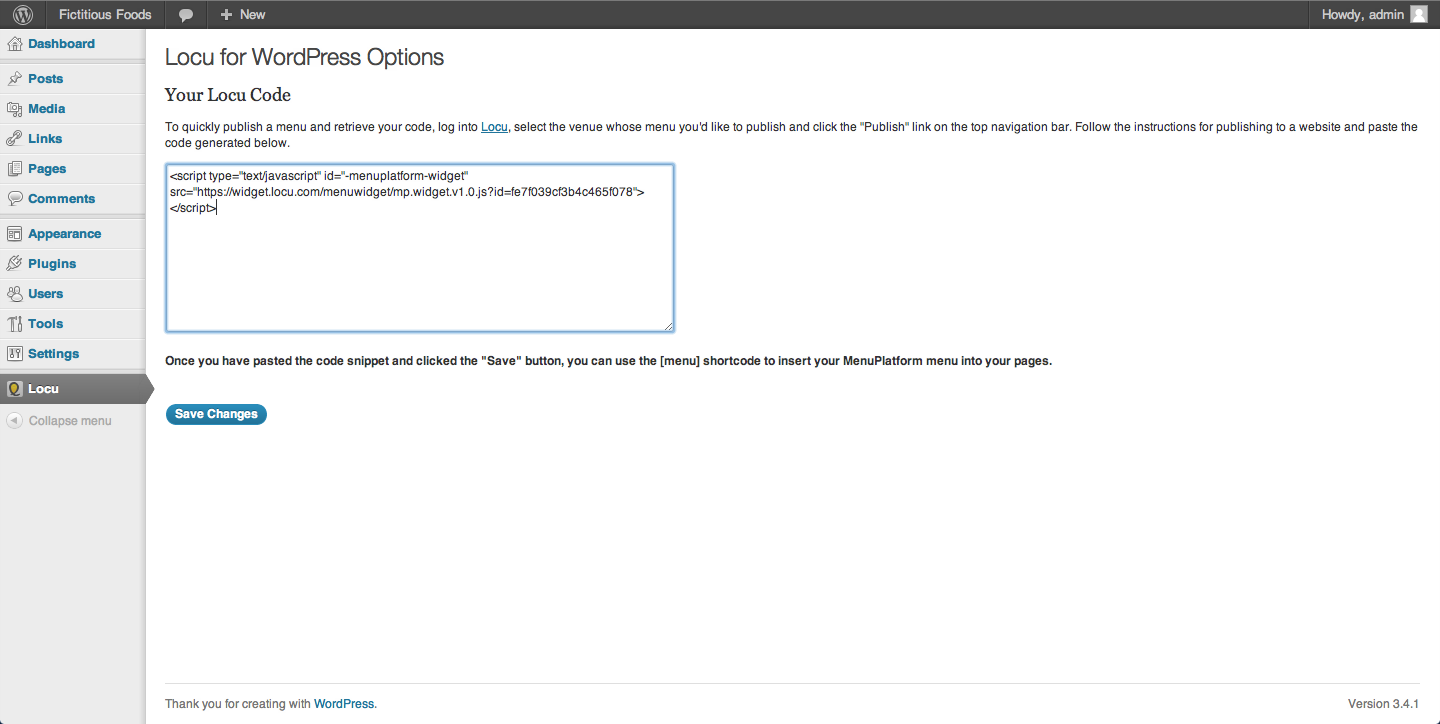 Fictitious Foods
New
Howdy, admin
Dashboard
Posts
Media
Links
Pages
Comments
Appearance
Plugins
Users
Tools
Settings
Locu
Collapse menu
Locu for WordPress Options
Your Locu Code
To quickly publish a menu and retrieve your code, log into Locu, select the venue whose menu you'd like to publish and click the "Publish" link on the top navigation bar. Follow the instructions for publishing to a website and paste the
code generated below.
<script type="text/javascript" id="-menuplatform-widget"
src="https://widget.locu.com/menuwidget/mp.widget.v1.0.js?id=fe7f039cf3b4c465f078">
</script>
Once you have pasted the code snippet and clicked the "Save" button, you can use the [menu] shortcode to insert your MenuPlatform menu into your pages.
Save Changes
Thank you for creating with WordPress.
Version 3.4.1